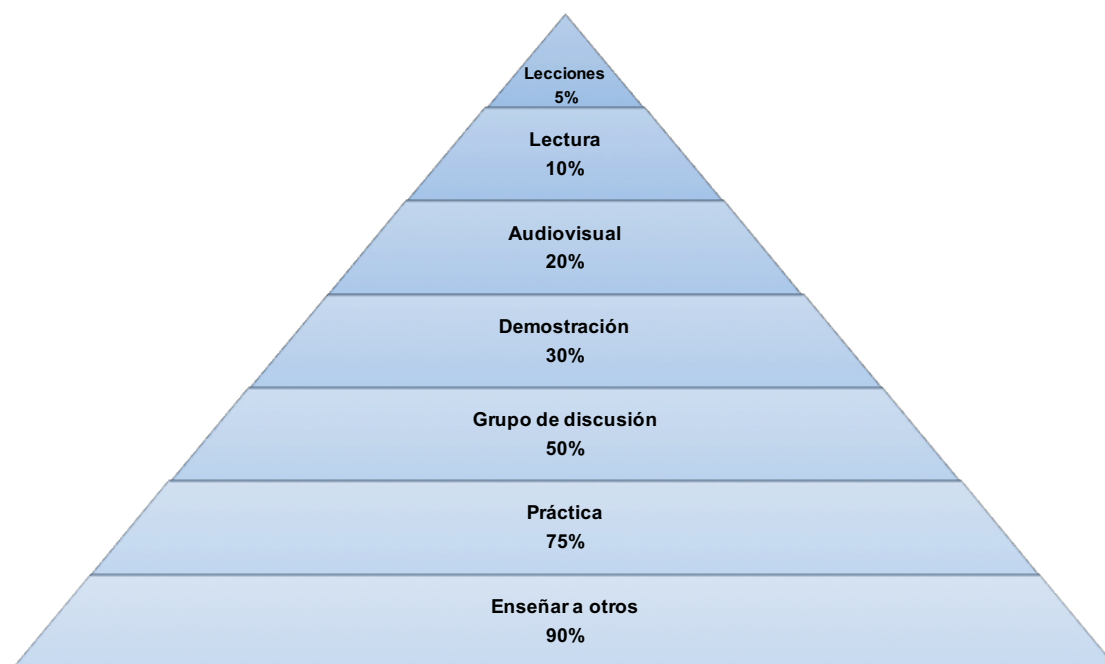 Lecciones
5%
Lectura
10%
Audiovisual
20%
Demostración
30%
Grupo de discusión
50%
Práctica
75%
Enseñar a otros
90%